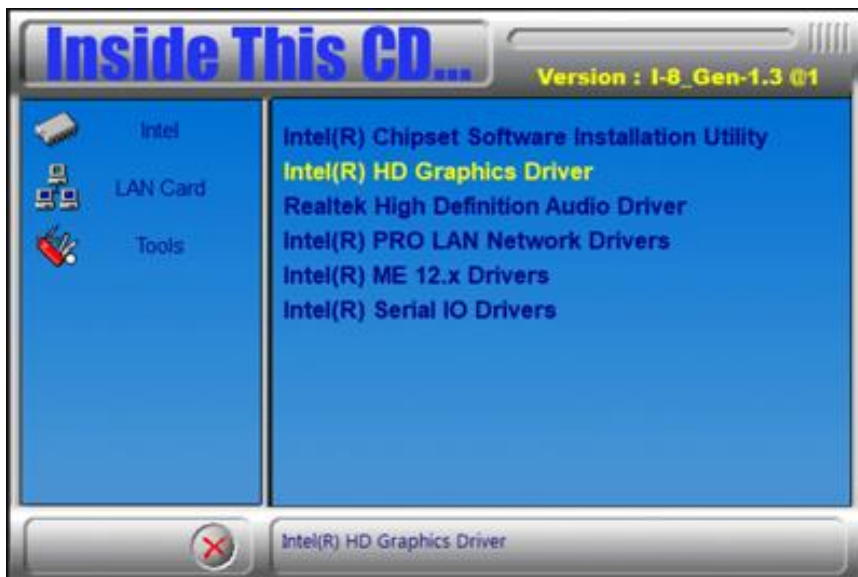 Inside This CD...
Version : I-8_Gen-1.3 @1
Intel
LAN Card
Tools
Intel(R) Chipset Software Installation Utility
Intel(R) HD Graphics Driver
Realtek High Definition Audio Driver
Intel(R) PRO LAN Network Drivers
Intel(R) ME 12.x Drivers
Intel(R) Serial IO Drivers
Intel(R) HD Graphics Driver